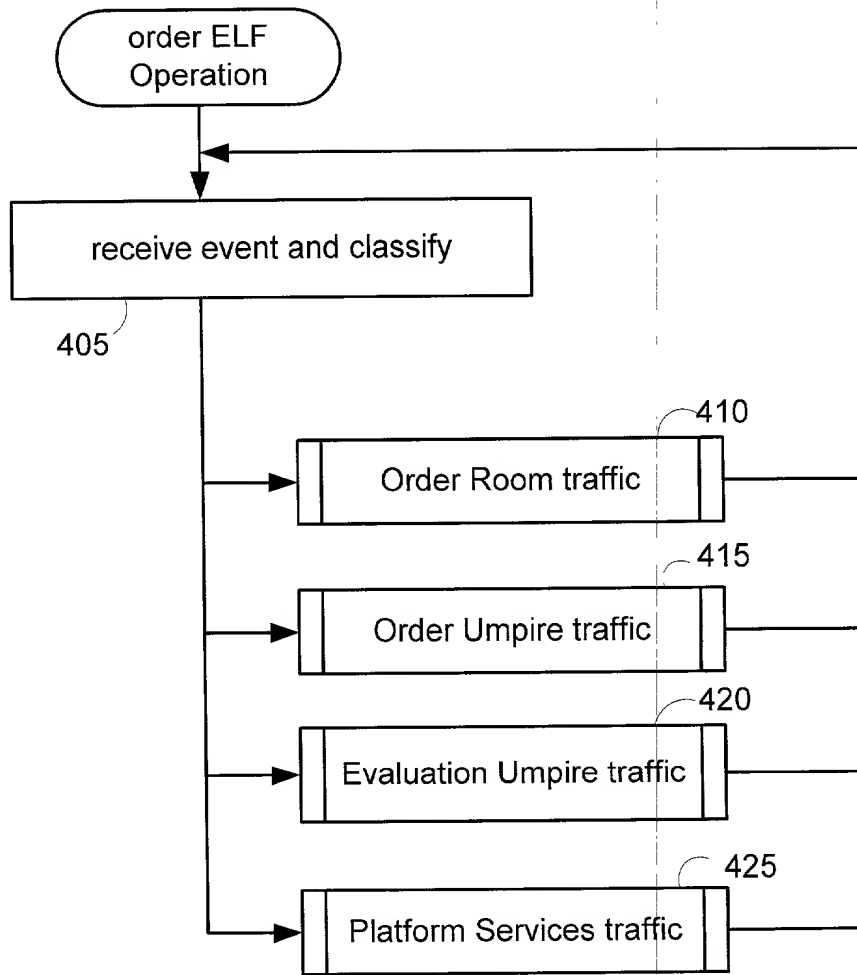 order ELF
Operation
receive event and classify
405
410
Order Room traffic
415
Order Umpire traffic
420
Evaluation Umpire traffic
425
Platform Services traffic